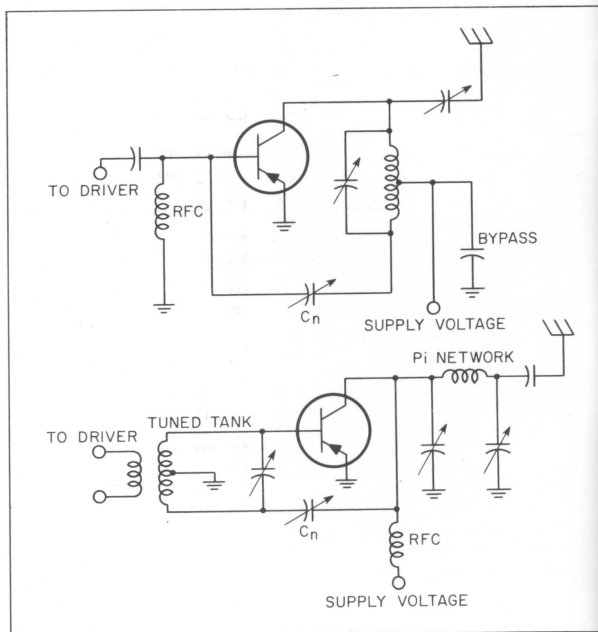 TO DRIVER
RFC
BYPASS
Cn
SUPPLY VOLTAGE
Pi NETWORK
TUNED TANK
TO DRIVER
Cn
RFC
SUPPLY VOLTAGE